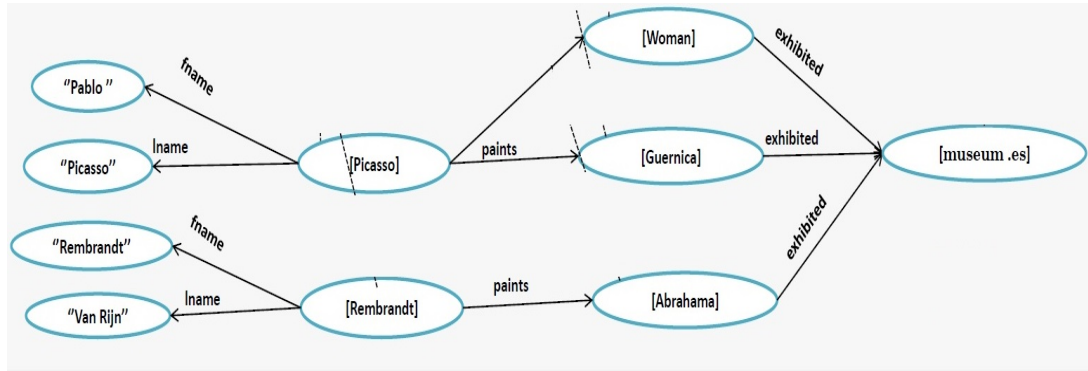 [Woman]
exhibited
fname
"Pablo "
lname
"Picasso"
[Picasso]
paints
[Guernica]
exhibited
[museum .es]
fname
"Rembrandt"
lname
"Van Rijn"
[Rembrandt]
paints
[Abrahama]
exhibited